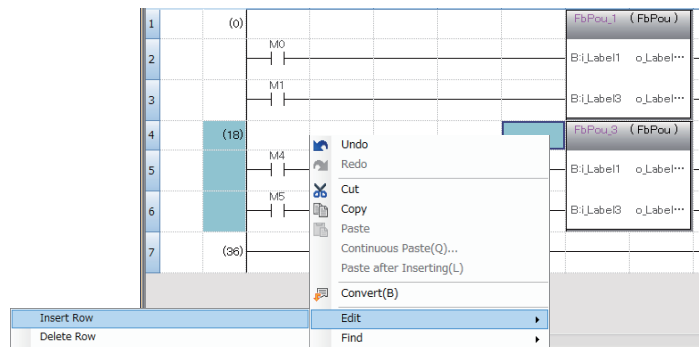 1 (0) FbPou_1 (FbPou)
M0
2 B:i_Label1 o_Label…
M1
3 B:i_Label3 o_Label…
4 (18) FbPou_3 (FbPou)
Undo
M4
5 Redo B:i_Label1 o_Label…
Cut
M5
6 Copy B:i_Label3 o_Label…
Paste
7 (36) Continuous Paste(Q)...
Paste after Inserting(L)
Convert(B)
Insert Row Edit
Delete Row Find